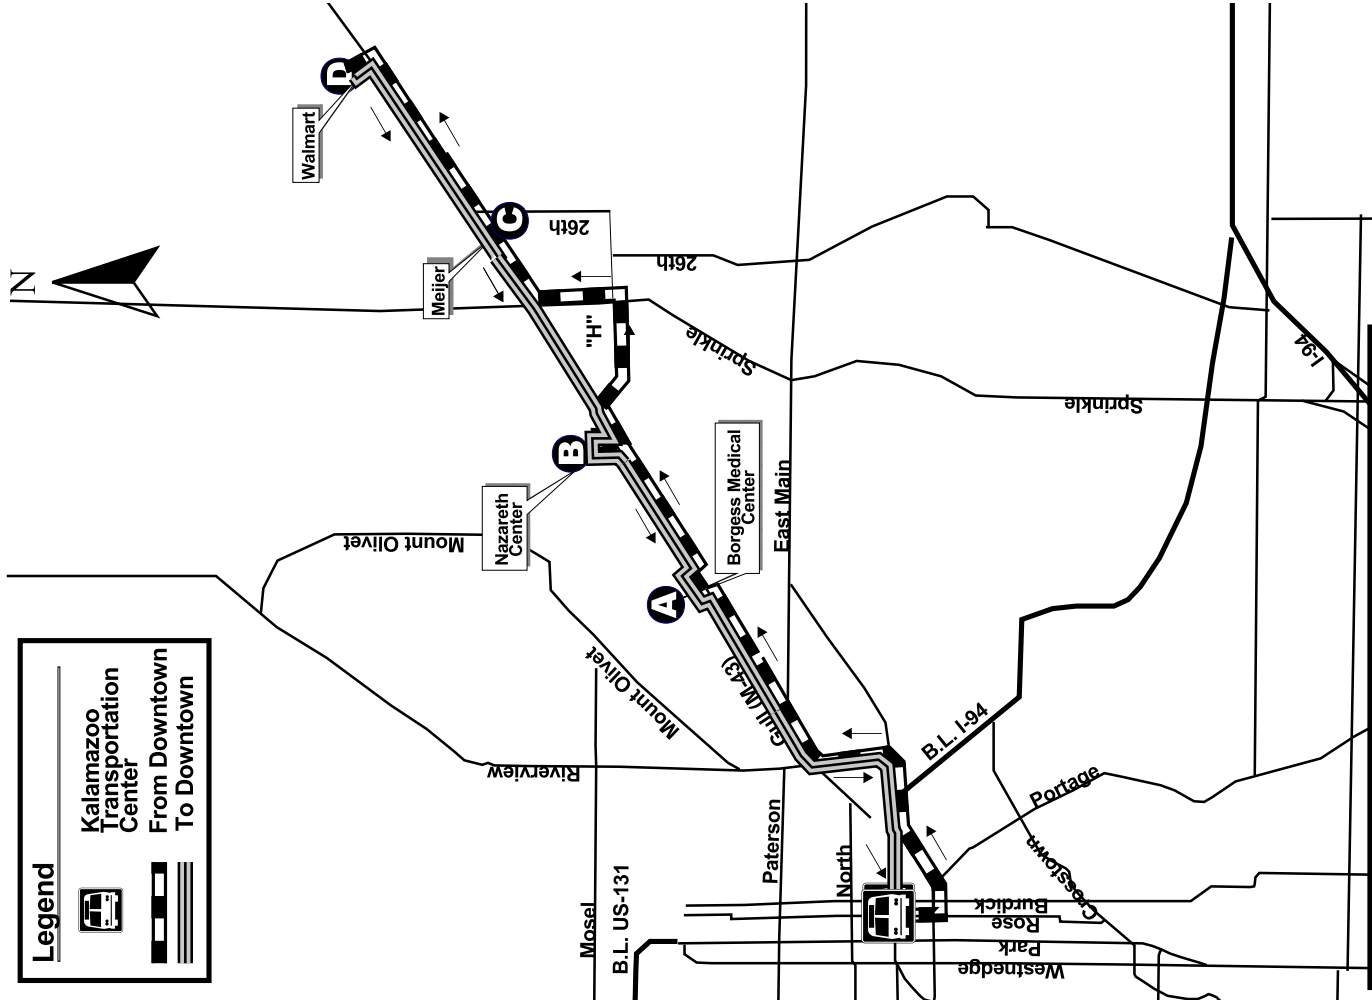 Legend
Kalamazoo
Transportation
Center
From Downtown
To Downtown
N
Walmart
D
Meijer
C
26th
26th
"H"
Sprinkle
Sprinkle
I-94
B
Nazareth
Center
Borgess Medical
Center
A
East Main
Mount Olivet
Mount Olivet
Gull (M-43)
Riverview
B.L. I-94
Portage
Crosstown
Paterson
North
Mosel
B.L. US-131
Burdick
Rose
Park
Westnedge